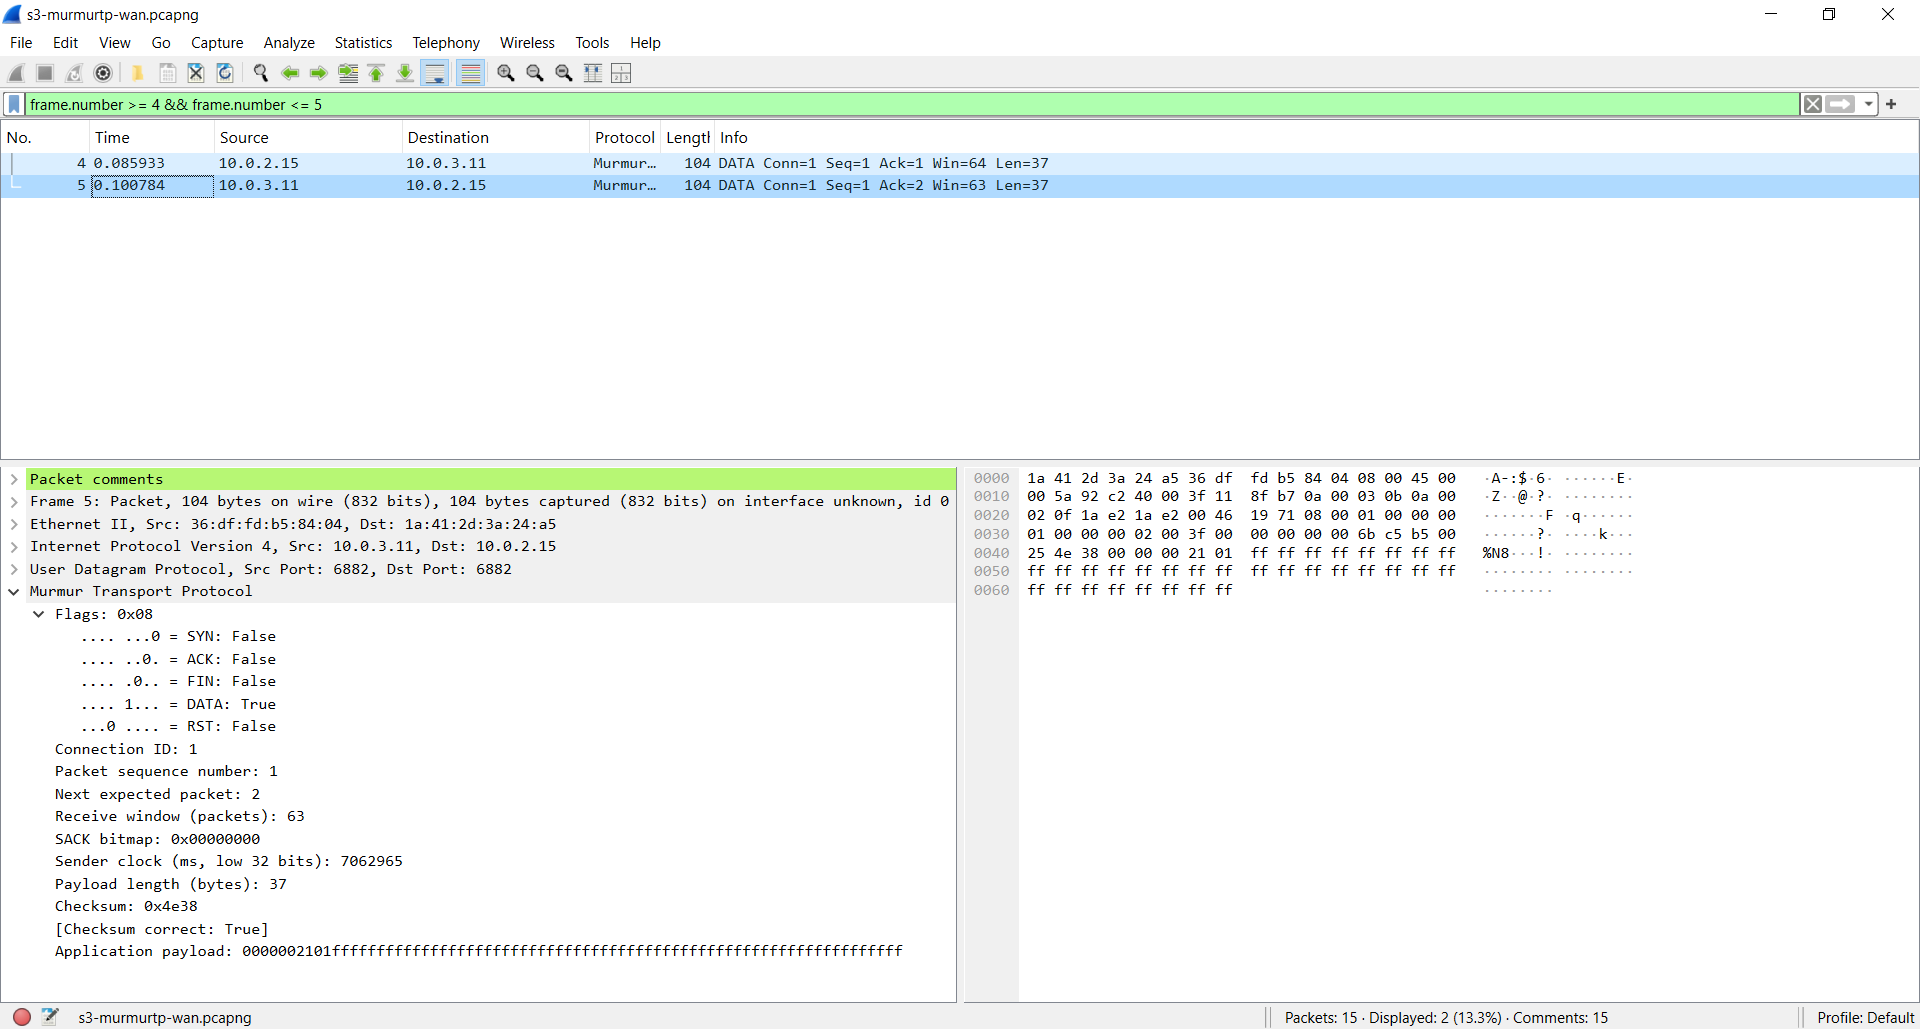 s3-murmurtp-wan.pcapng
File Edit View Go Capture Analyze Statistics Telephony Wireless Tools Help
frame.number >= 4 && frame.number <= 5
No. Time Source Destination Protocol Length Info
4 0.085933 10.0.2.15 10.0.3.11 Murmur… 104 DATA Conn=1 Seq=1 Ack=1 Win=64 Len=37
5 0.100784 10.0.3.11 10.0.2.15 Murmur… 104 DATA Conn=1 Seq=1 Ack=2 Win=63 Len=37
Packet comments
Frame 5: Packet, 104 bytes on wire (832 bits), 104 bytes captured (832 bits) on interface unknown, id 0
Ethernet II, Src: 36:df:fd:b5:84:04, Dst: 1a:41:2d:3a:24:a5
Internet Protocol Version 4, Src: 10.0.3.11, Dst: 10.0.2.15
User Datagram Protocol, Src Port: 6882, Dst Port: 6882
Murmur Transport Protocol
Flags: 0x08
.... ...0 = SYN: False
.... ..0. = ACK: False
.... .0.. = FIN: False
.... 1... = DATA: True
...0 .... = RST: False
Connection ID: 1
Packet sequence number: 1
Next expected packet: 2
Receive window (packets): 63
SACK bitmap: 0x00000000
Sender clock (ms, low 32 bits): 7062965
Payload length (bytes): 37
Checksum: 0x4e38
[Checksum correct: True]
Application payload: 0000002101ffffffffffffffffffffffffffffffffffffffffffffffffffffffffffffffff
0000 1a 41 2d 3a 24 a5 36 df fd b5 84 04 08 00 45 00 ·A-:$·6· ······E·
0010 00 5a 92 c2 40 00 3f 11 8f b7 0a 00 03 0b 0a 00 ·Z··@·?· ········
0020 02 0f 1a e2 1a e2 00 46 19 71 08 00 01 00 00 00 ·······F ·q······
0030 01 00 00 00 02 00 3f 00 00 00 00 00 6b c5 b5 00 ······?· ····k···
0040 25 4e 38 00 00 00 21 01 ff ff ff ff ff ff ff ff %N8···!· ········
0050 ff ff ff ff ff ff ff ff ff ff ff ff ff ff ff ff ········ ········
0060 ff ff ff ff ff ff ff ff ········
s3-murmurtp-wan.pcapng
Packets: 15 · Displayed: 2 (13.3%) · Comments: 15
Profile: Default